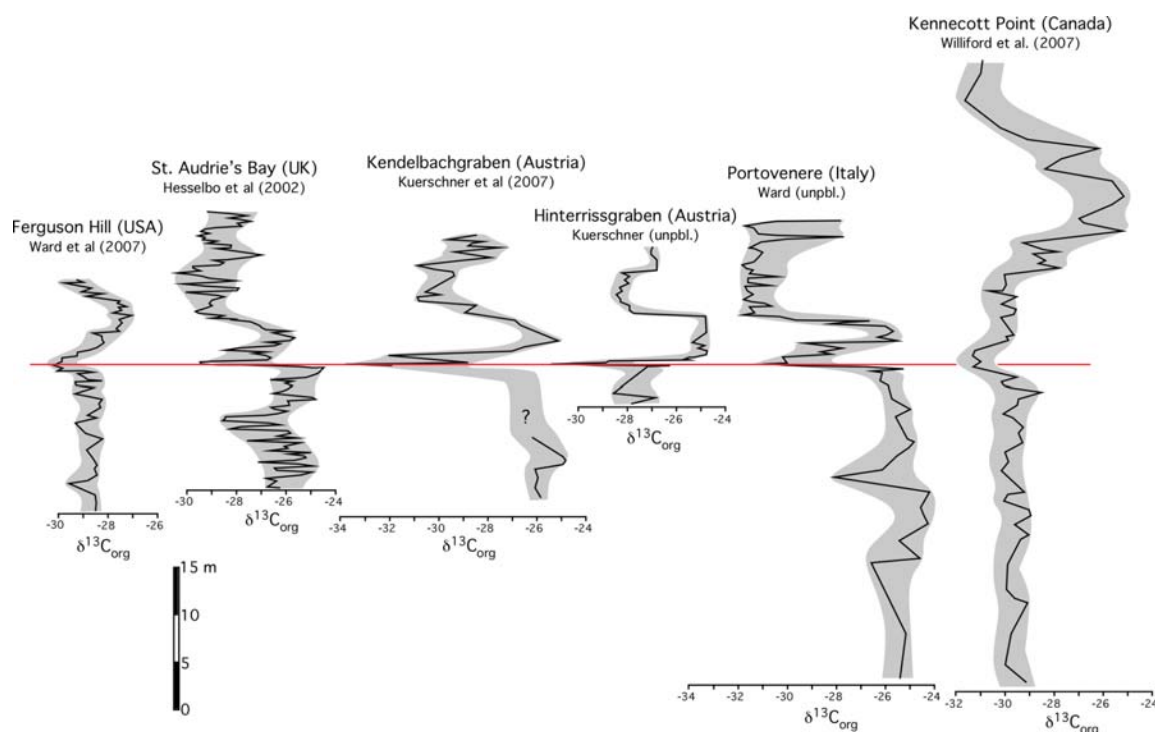 Kennecott Point (Canada)
Williford et al. (2007)
St. Audrie's Bay (UK)
Hesselbo et al (2002)
Kendelbachgraben (Austria)
Kuerschner et al (2007)
Portovenere (Italy)
Ward (unpbl.)
Ferguson Hill (USA)
Ward et al (2007)
Hinterrissgraben (Austria)
Kuerschner (unpbl.)
?
-30 -28 -26 -24
δ13Corg
-30 -28 -26 -24
δ13Corg
-30 -28 -26
δ13Corg
-34 -32 -30 -28 -26 -24
δ13Corg
15 m
10
5
0
-34 -32 -30 -28 -26 -24
δ13Corg
-32 -30 -28 -26 -24
δ13Corg